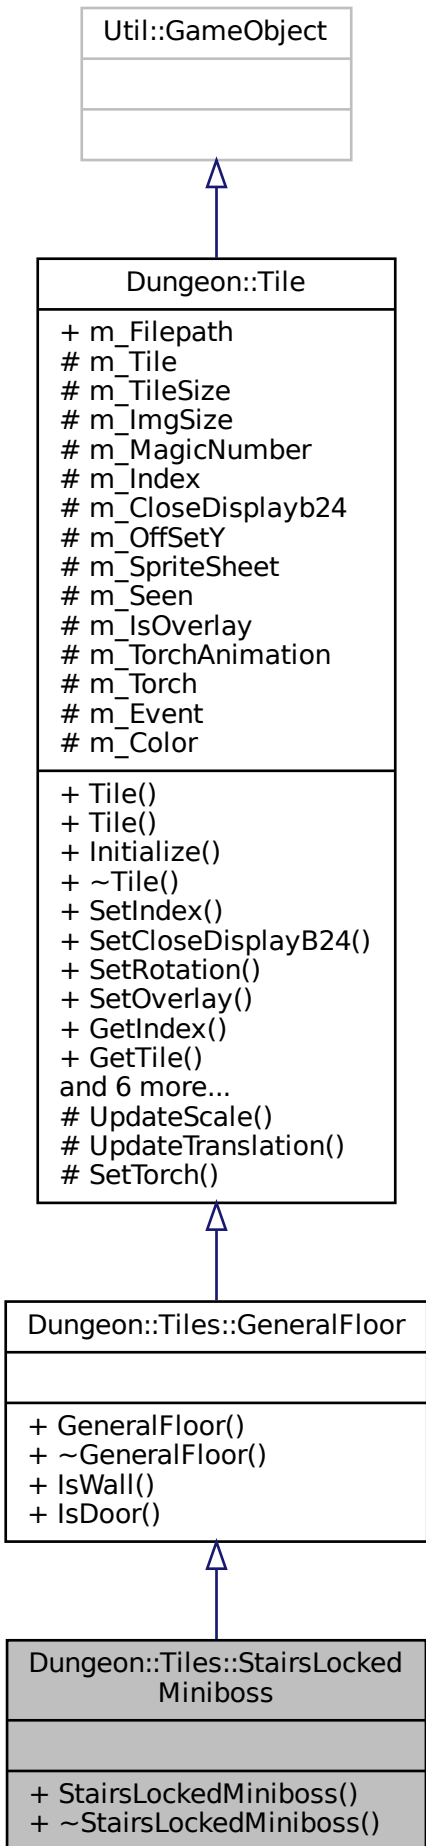 Util::GameObject
Dungeon::Tile
+ m_Filepath
# m_Tile
# m_TileSize
# m_ImgSize
# m_MagicNumber
# m_Index
# m_CloseDisplayb24
# m_OffSetY
# m_SpriteSheet
# m_Seen
# m_IsOverlay
# m_TorchAnimation
# m_Torch
# m_Event
# m_Color
+ Tile()
+ Tile()
+ Initialize()
+ ~Tile()
+ SetIndex()
+ SetCloseDisplayB24()
+ SetRotation()
+ SetOverlay()
+ GetIndex()
+ GetTile()
and 6 more...
# UpdateScale()
# UpdateTranslation()
# SetTorch()
Dungeon::Tiles::GeneralFloor
+ GeneralFloor()
+ ~GeneralFloor()
+ IsWall()
+ IsDoor()
Dungeon::Tiles::StairsLocked
Miniboss
+ StairsLockedMiniboss()
+ ~StairsLockedMiniboss()